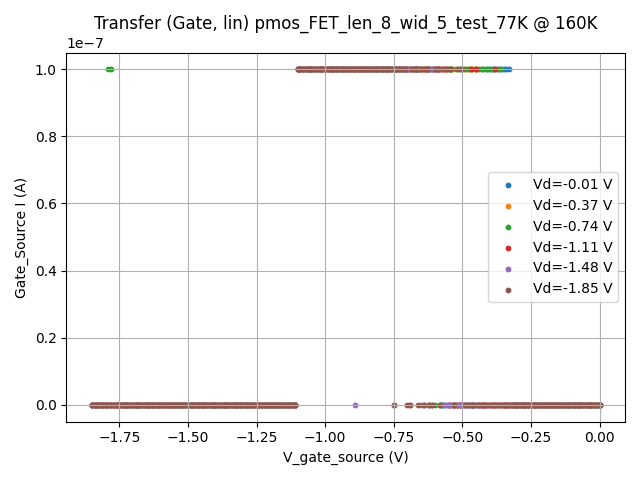 Transfer (Gate, lin) pmos_FET_len_8_wid_5_test_77K @ 160K
1e−7
1.0
0.8
0.6
0.4
0.2
0.0
Gate_Source I (A)
Vd=-0.01 V
Vd=-0.37 V
Vd=-0.74 V
Vd=-1.11 V
Vd=-1.48 V
Vd=-1.85 V
−1.75 −1.50 −1.25 −1.00 −0.75 −0.50 −0.25 0.00
V_gate_source (V)